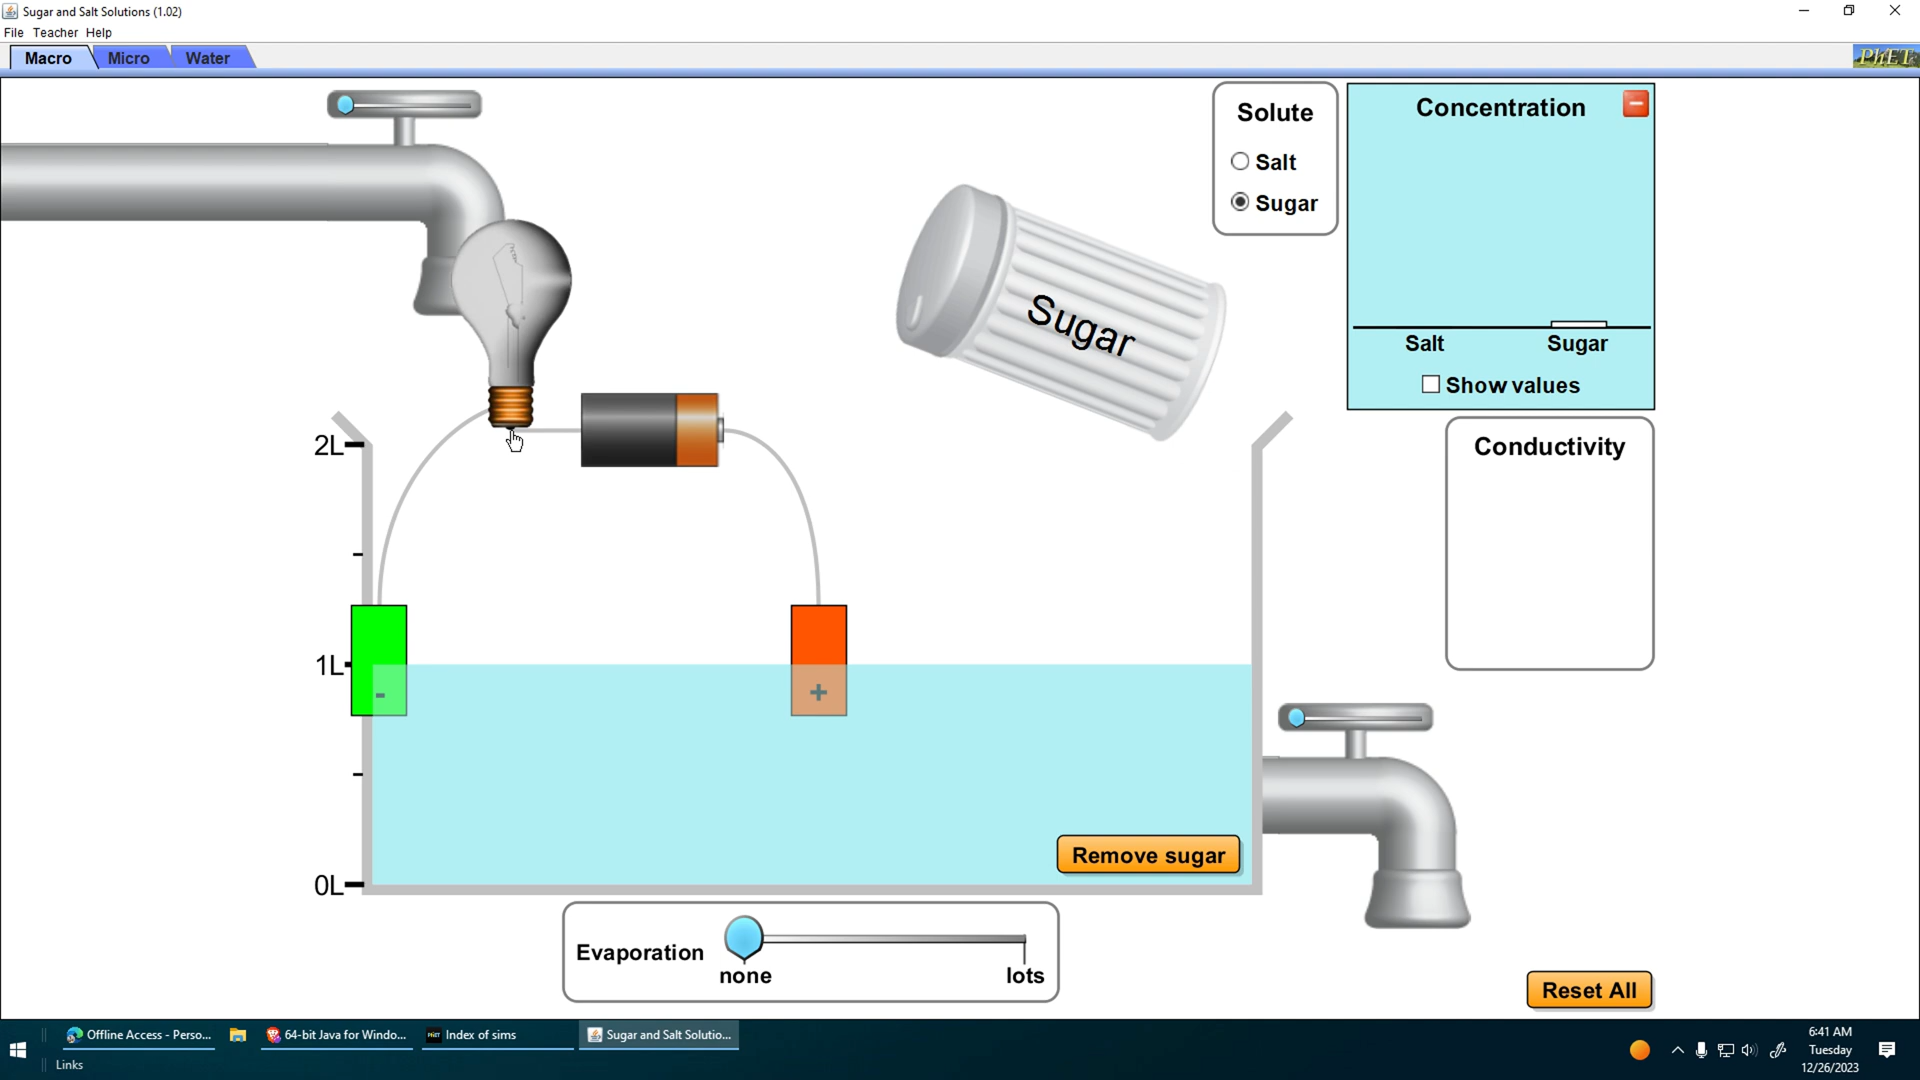 Sugar and Salt Solutions (1.02)
File Teacher Help
Macro Micro Water
PhET
Solute
Salt
Sugar
Concentration
Salt Sugar
Show values
Sugar
Conductivity
2L
1L
0L
- +
Remove sugar
Evaporation
none lots
Reset All
Offline Access - Perso...
64-bit Java for Windo...
PhET
Index of sims
Sugar and Salt Solutio...
Links
6:41 AM
Tuesday
12/26/2023